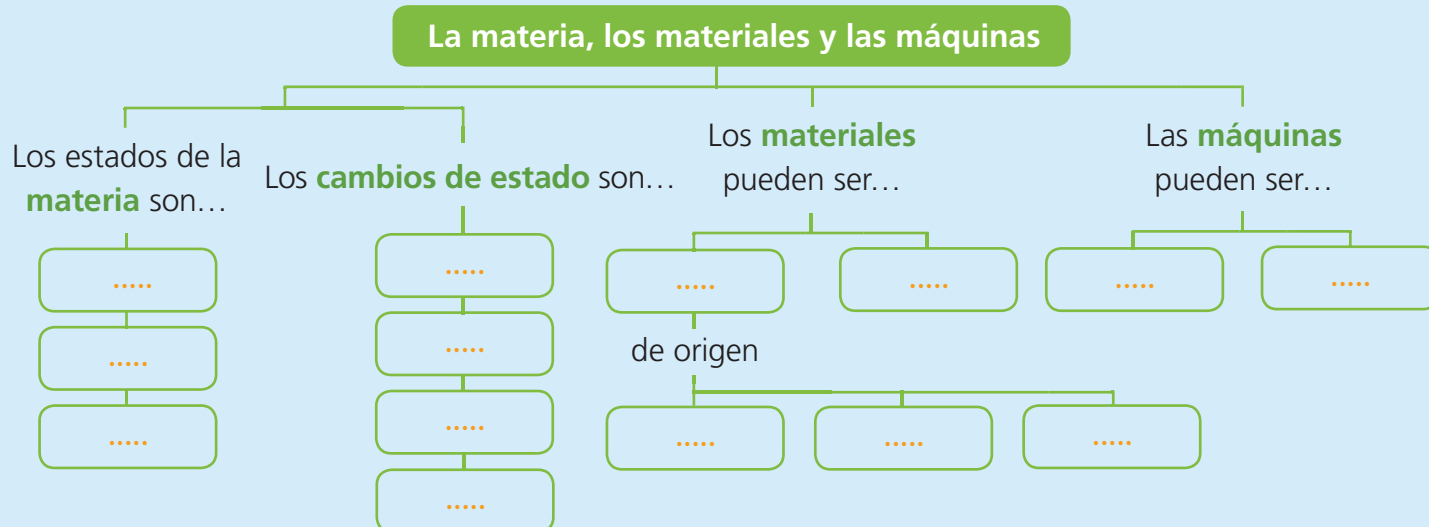 La materia, los materiales y las máquinas
Los estados de la
materia son…
.....
.....
.....
Los cambios de estado son…
.....
.....
.....
.....
Los materiales
pueden ser…
.....
.....
de origen
.....
.....
.....
Las máquinas
pueden ser…
.....
.....